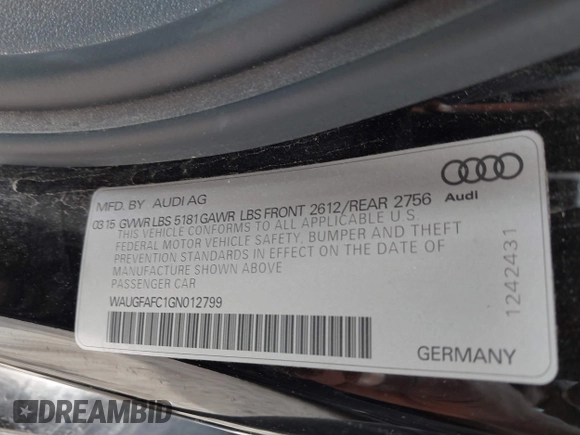 MFD. BY AUDI AG
0315 GVWR LBS 5181 GAWR LBS FRONT 2612/REAR 2756
THIS VEHICLE CONFORMS TO ALL APPLICABLE U S
FEDERAL MOTOR VEHICLE SAFETY, BUMPER AND THEFT
PREVENTION STANDARDS IN EFFECT ON THE DATE OF
MANUFACTURE SHOWN ABOVE
PASSENGER CAR
WAUGFAFC1GN012799
GERMANY
Audi
1242431
DREAMBID